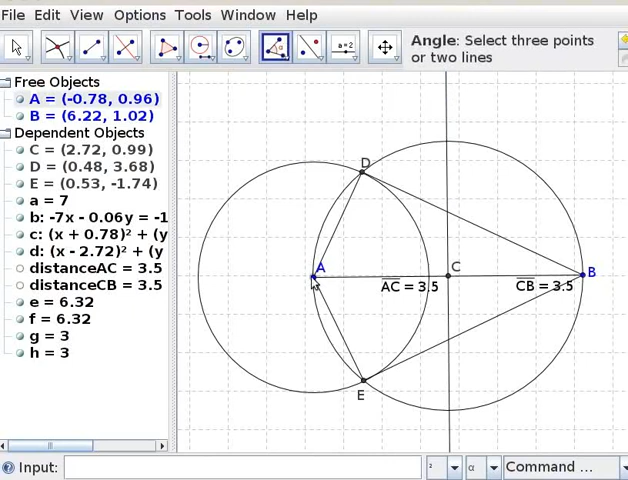 File Edit View Options Tools Window Help
Angle: Select three points
or two lines
Free Objects
A = (-0.78, 0.96)
B = (6.22, 1.02)
Dependent Objects
C = (2.72, 0.99)
D = (0.48, 3.68)
E = (0.53, -1.74)
a = 7
b: -7x - 0.06y = -1
c: (x + 0.78)² + (y
d: (x - 2.72)² + (y
distanceAC = 3.5
distanceCB = 3.5
e = 6.32
f = 6.32
g = 3
h = 3
D
A
C
B
AC = 3.5
CB = 3.5
E
Input:
²
α
Command ...